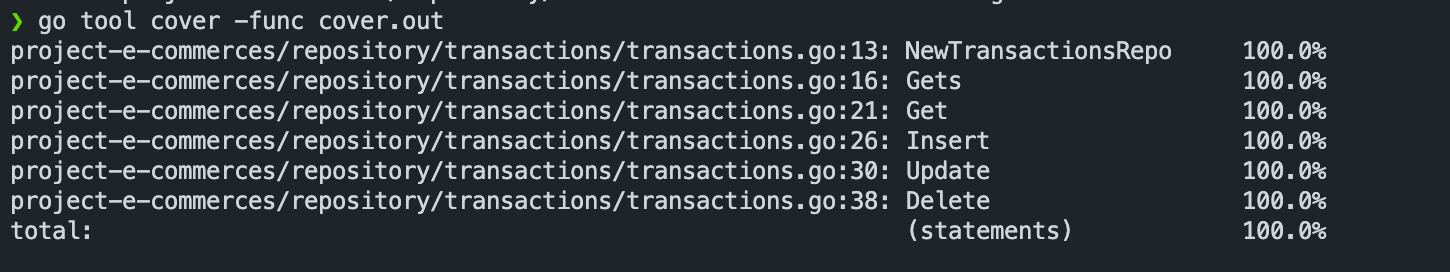 ❯ go tool cover -func cover.out
project-e-commerces/repository/transactions/transactions.go:13: NewTransactionsRepo 100.0%
project-e-commerces/repository/transactions/transactions.go:16: Gets 100.0%
project-e-commerces/repository/transactions/transactions.go:21: Get 100.0%
project-e-commerces/repository/transactions/transactions.go:26: Insert 100.0%
project-e-commerces/repository/transactions/transactions.go:30: Update 100.0%
project-e-commerces/repository/transactions/transactions.go:38: Delete 100.0%
total: (statements) 100.0%